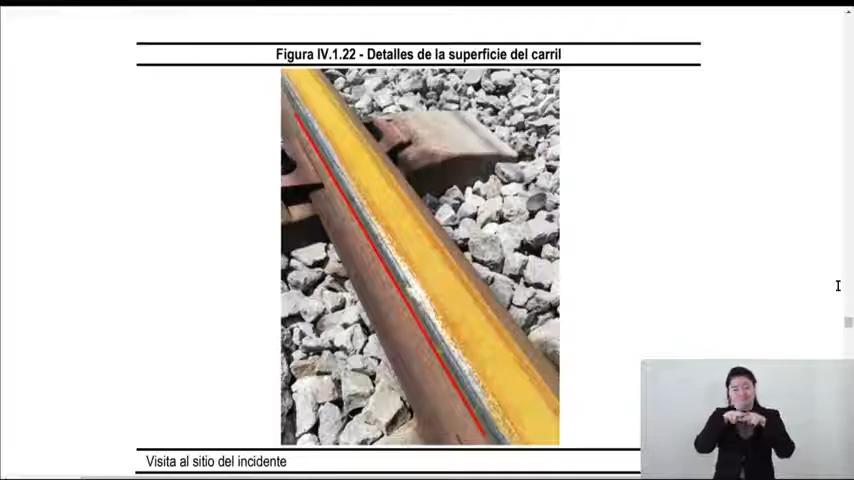 Figura IV.1.22 - Detalles de la superficie del carril
Visita al sitio del incidente